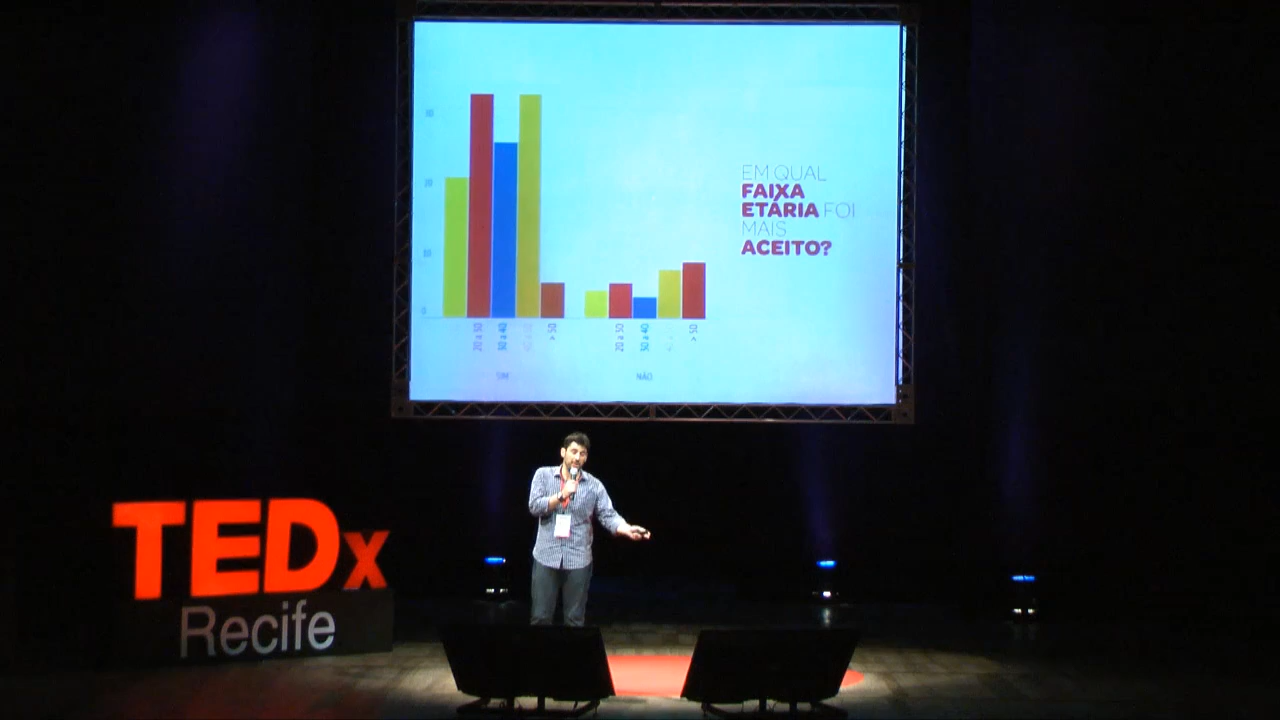 EM QUAL
FAIXA
ETÁRIA FOI
MAIS
ACEITO?
20 a 30
30 a 40
> 50
20 a 30
30 a 40
> 50
SIM
NÃO
TEDx
Recife